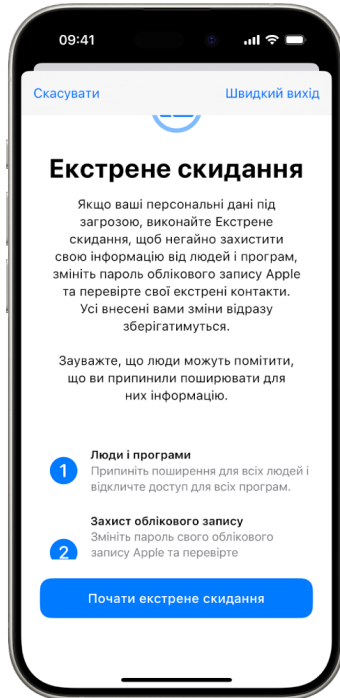 09:41
Скасувати Швидкий вихід
Екстрене скидання
Якщо ваші персональні дані під
загрозою, виконайте Екстрене
скидання, щоб негайно захистити
свою інформацію від людей і програм,
змініть пароль облікового запису Apple
та перевірте свої екстрені контакти.
Усі внесені вами зміни відразу
зберігатимуться.
Зауважте, що люди можуть помітити,
що ви припинили поширювати для
них інформацію.
Люди і програми
1 Припиніть поширення для всіх людей і
відкличте доступ для всіх програм.
Захист облікового запису
Змініть пароль свого облікового
2 запису Apple та перевірте
Почати екстрене скидання